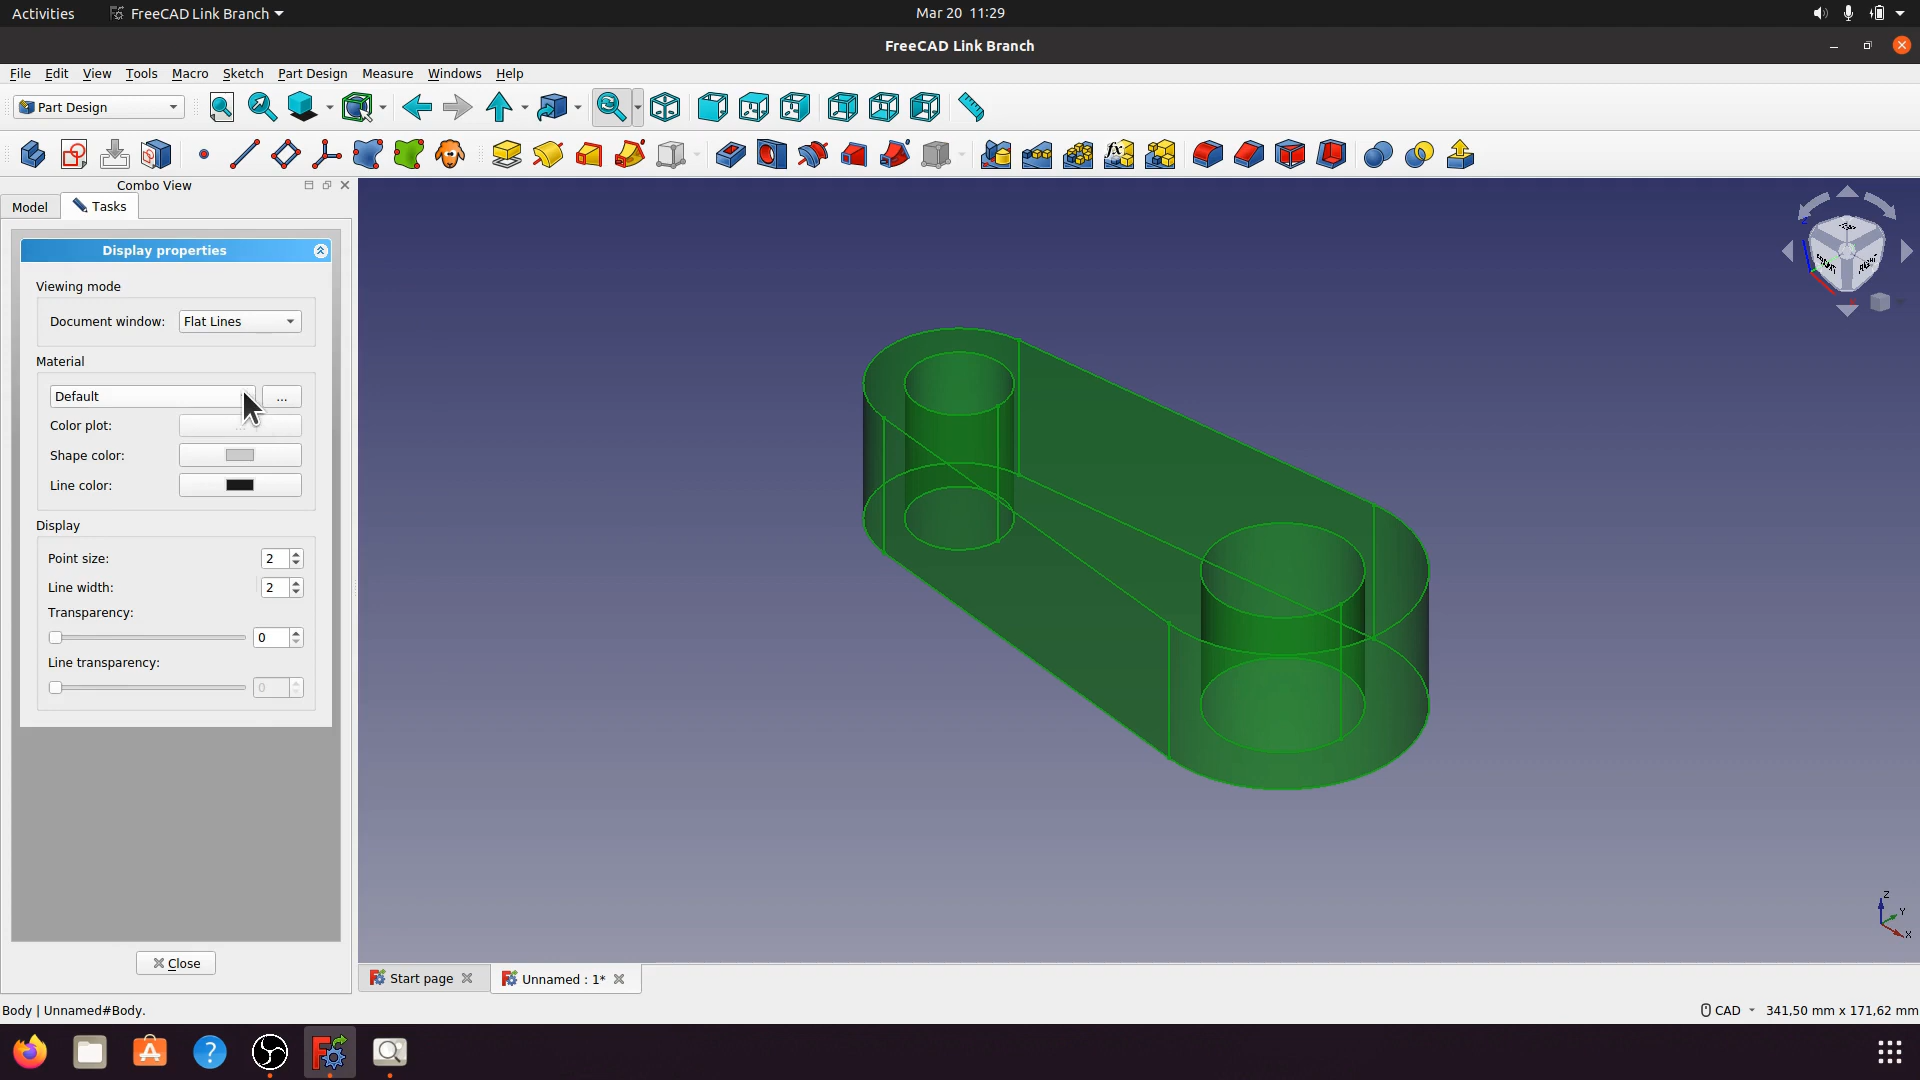 Activities
FreeCAD Link Branch
Mar 20 11:29
FreeCAD Link Branch
File Edit View Tools Macro Sketch Part Design Measure Windows Help
Part Design
Combo View
Model
Tasks
Display properties
Viewing mode
Document window: Flat Lines
Material
Default ...
Color plot: ...
Shape color:
Line color:
Display
Point size: 2
Line width: 2
Transparency:
0
Line transparency:
0
Close
FRONT
RIGHT
Z
Y
X
Start page
Unnamed : 1*
Body | Unnamed#Body.
CAD
341,50 mm x 171,62 mm